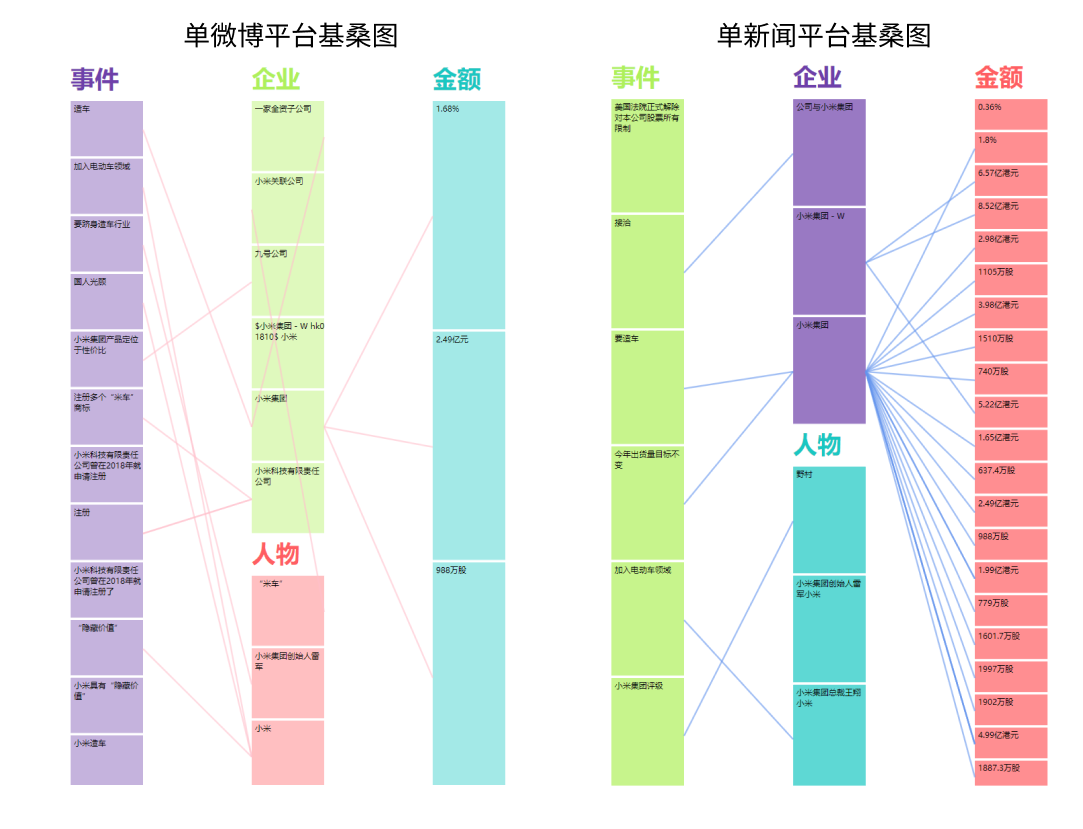 单微博平台基桑图
事件
造车
加入电动车领域
要跻身造车行业
国人光顾
小米集团产品定位
于性价比
注册多个“米车”
商标
小米科技有限责任
公司曾在2018年就
申请注册
注册
小米科技有限责任
公司曾在2018年就
申请注册了
“隐藏价值”
小米具有“隐藏价
值”
小米造车
企业
一家全资子公司
小米关联公司
九号公司
$小米集团 - W hk0
1810$ 小米
小米集团
小米科技有限责任
公司
人物
“米车”
小米集团创始人雷
军
小米
金额
1.68%
2.49亿元
988万股
单新闻平台基桑图
事件
美国法院正式解除
对本公司股票所有
限制
接洽
要造车
今年出货量目标不
变
加入电动车领域
小米集团评级
企业
公司与小米集团
小米集团 - W
小米集团
人物
野村
小米集团创始人雷
军小米
小米集团总裁王翔
小米
金额
0.36%
1.8%
6.57亿港元
8.52亿港元
2.98亿港元
1105万股
3.98亿港元
1510万股
740万股
5.22亿港元
1.65亿港元
637.4万股
2.49亿港元
988万股
1.99亿港元
779万股
1601.7万股
1997万股
1902万股
4.99亿港元
1887.3万股